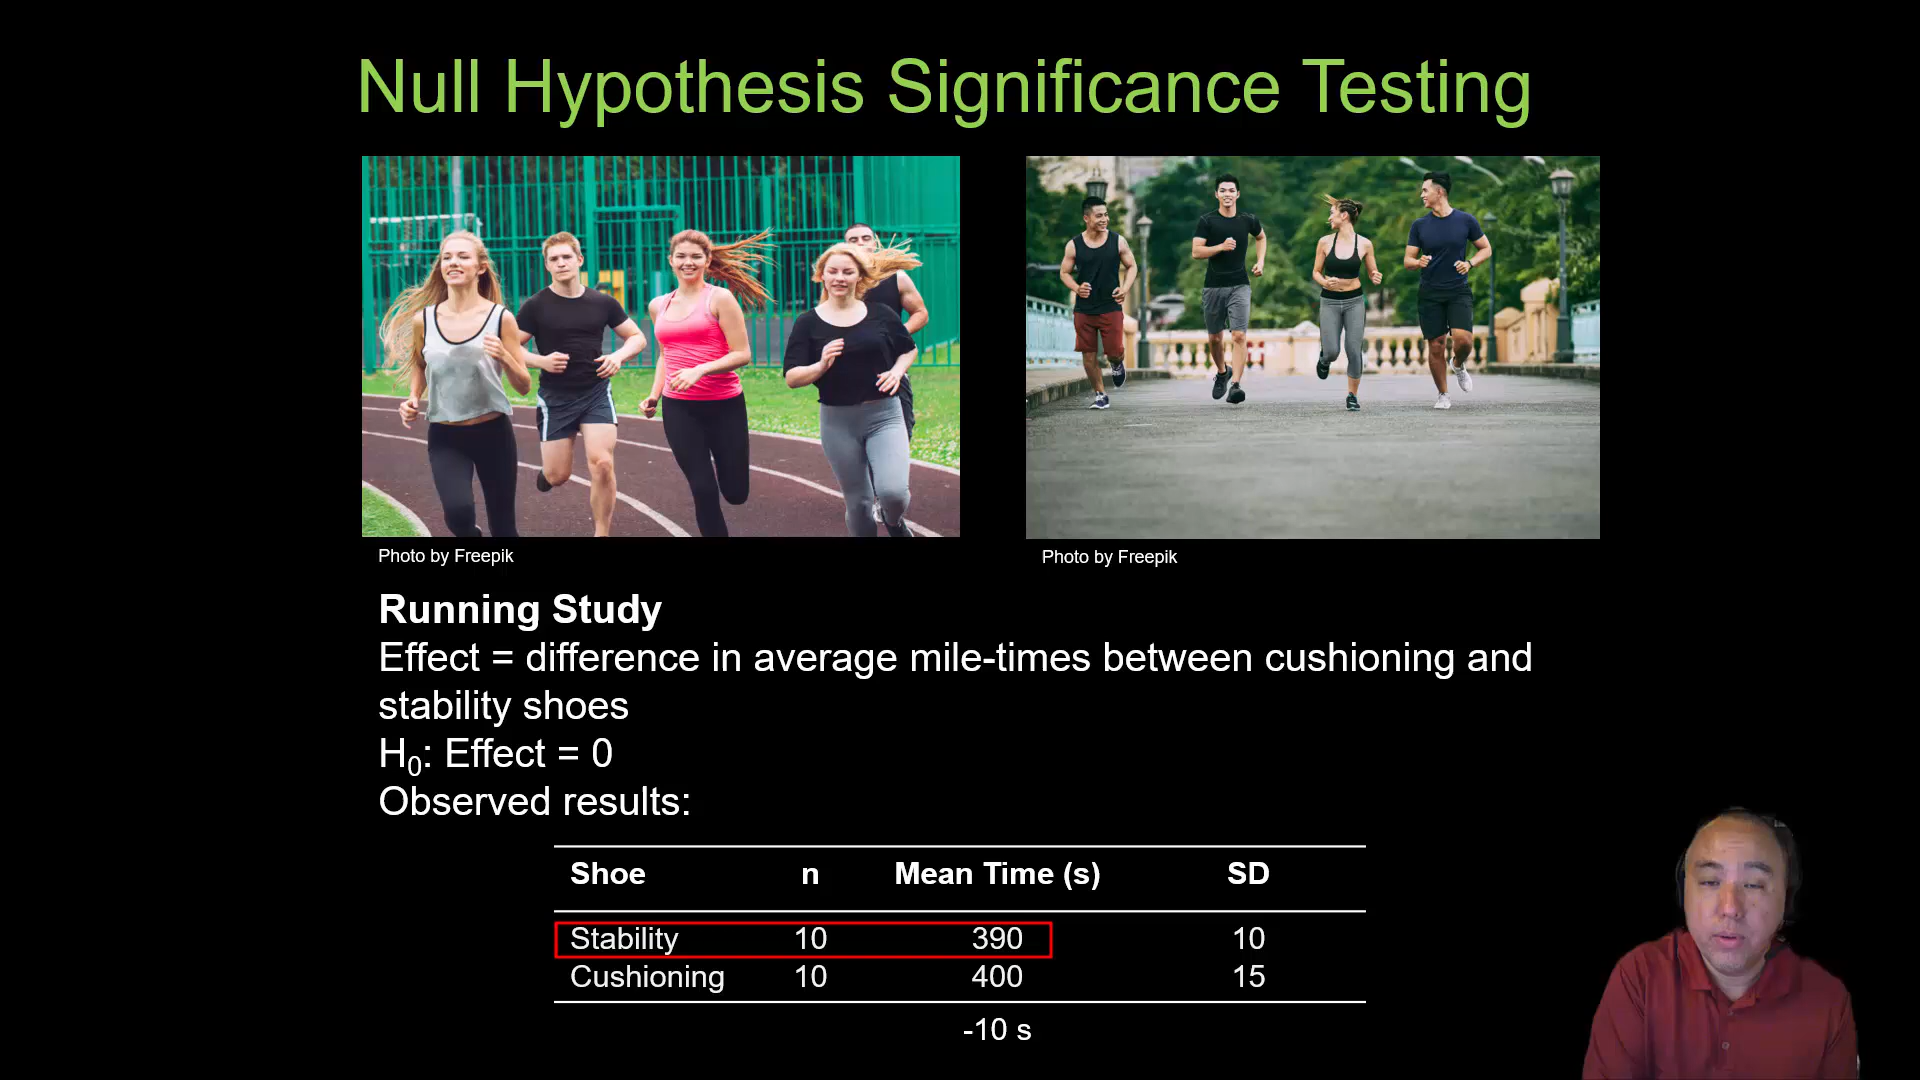 Null Hypothesis Significance Testing
Photo by Freepik
Photo by Freepik
Running Study
Effect = difference in average mile-times between cushioning and
stability shoes
H₀: Effect = 0
Observed results:
Shoe n Mean Time (s) SD
Stability 10 390 10
Cushioning 10 400 15
-10 s